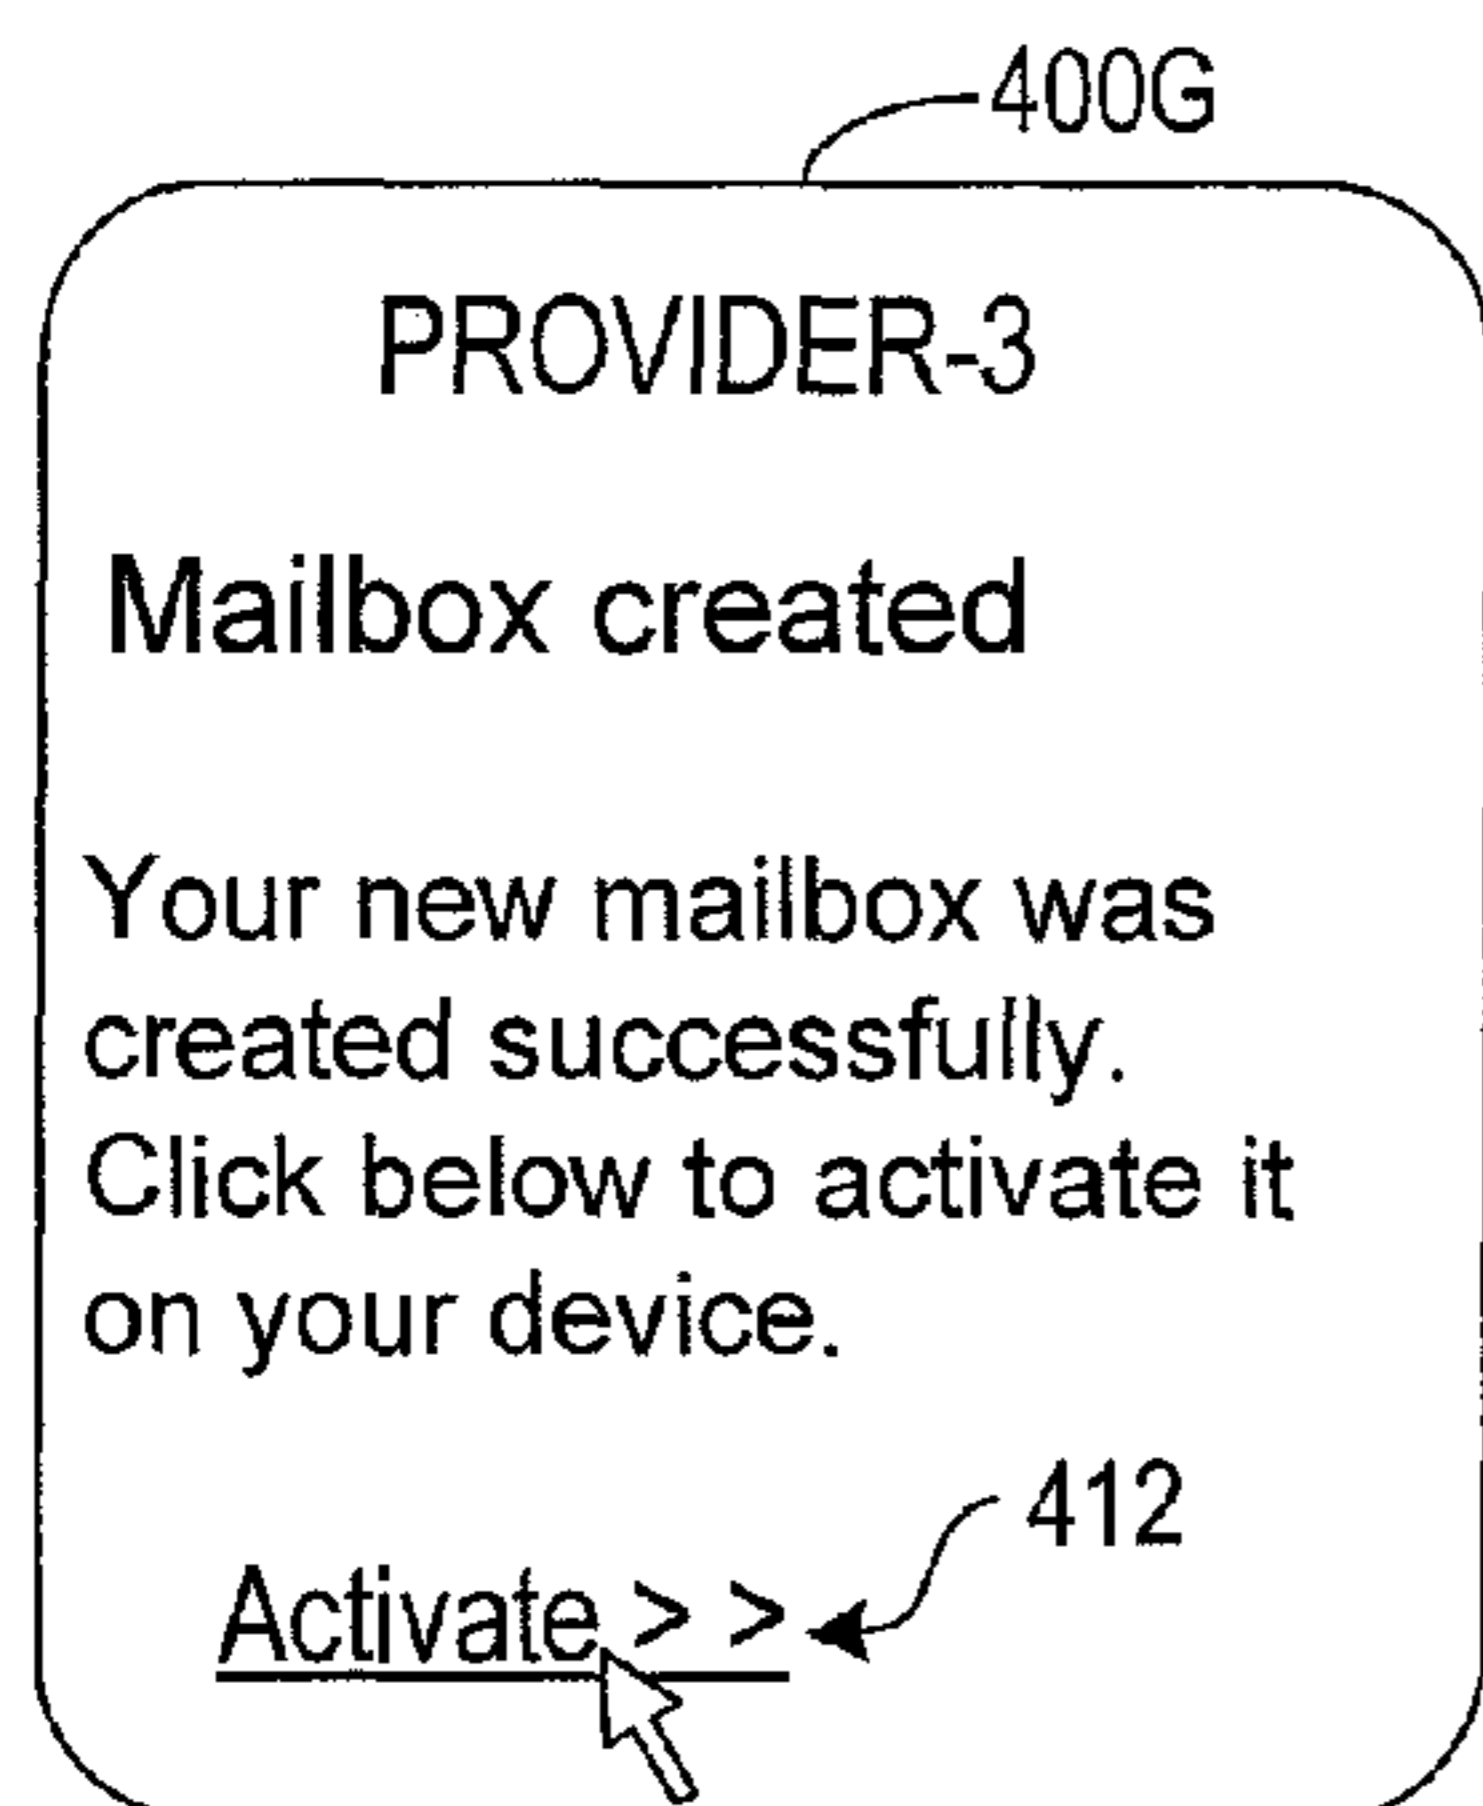 400G
PROVIDER-3
Mailbox created
Your new mailbox was
created successfully.
Click below to activate it
on your device.
412
Activate > >